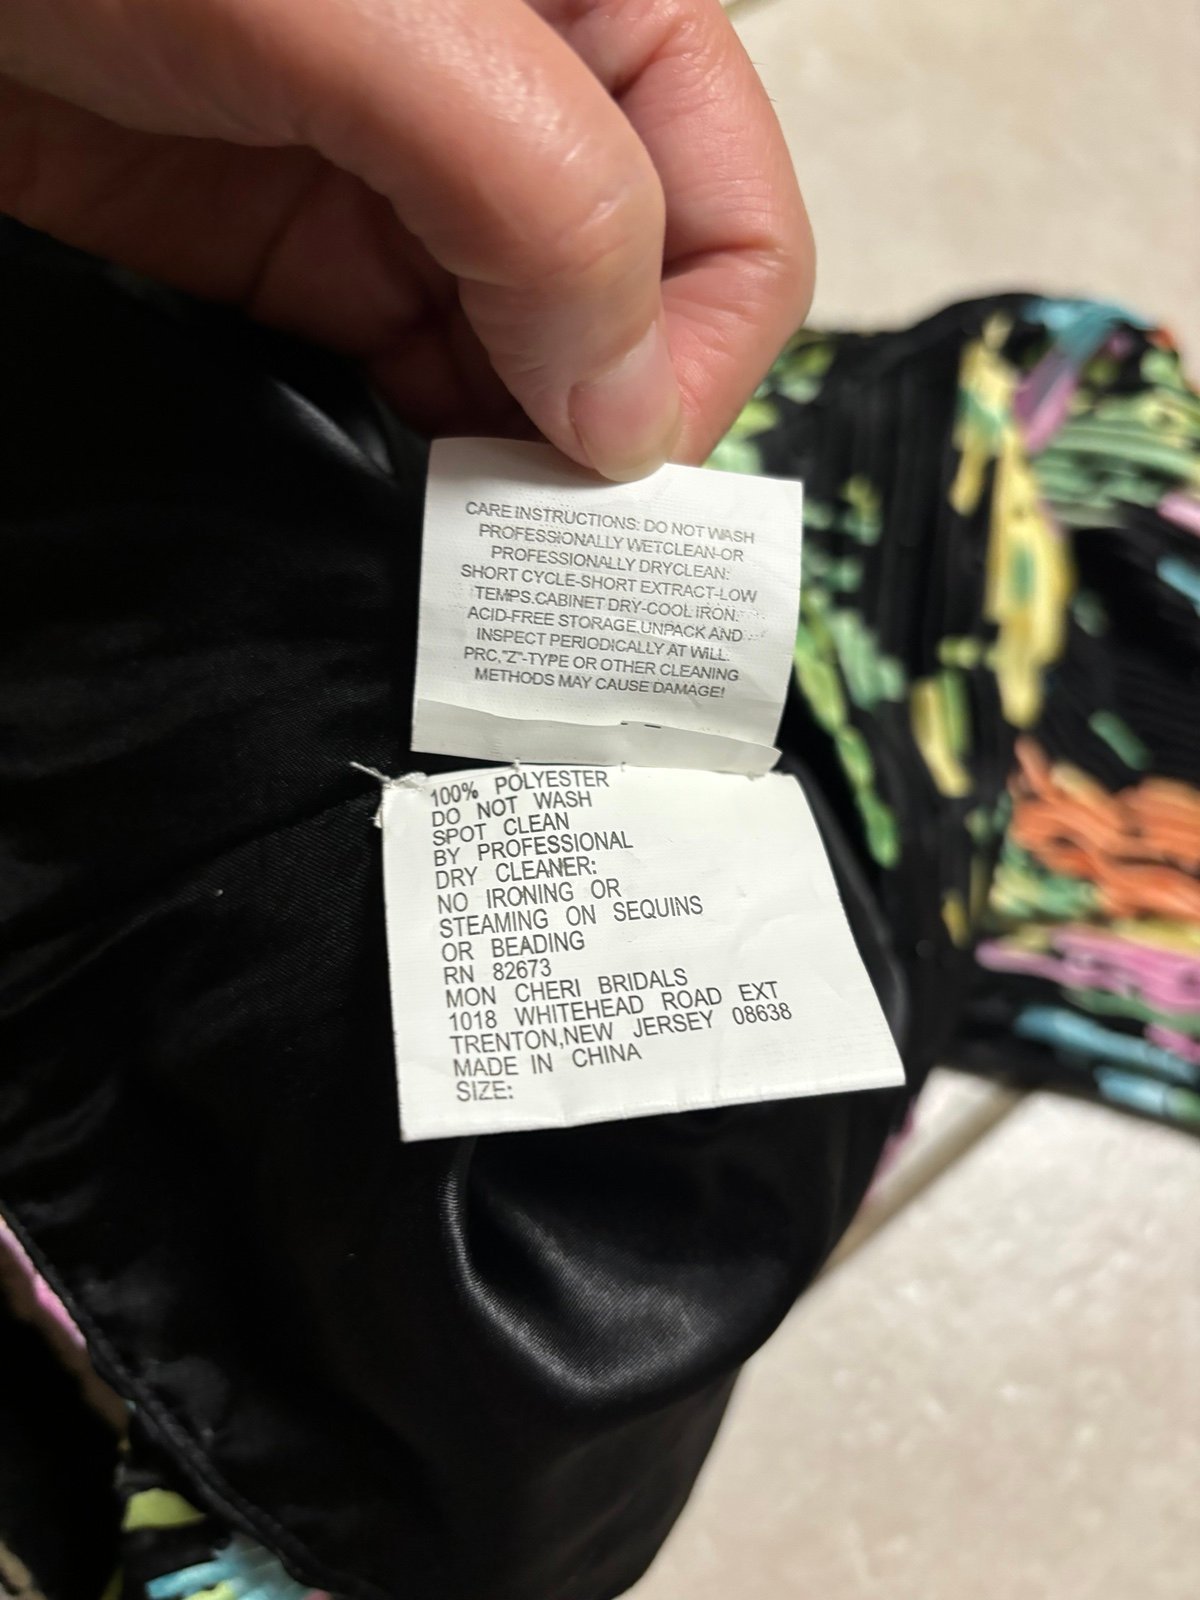 CARE INSTRUCTIONS: DO NOT WASH
PROFESSIONALLY WETCLEAN-OR
PROFESSIONALLY DRYCLEAN:
SHORT CYCLE-SHORT EXTRACT-LOW
TEMPS.CABINET DRY-COOL IRON.
ACID-FREE STORAGE,UNPACK AND
INSPECT PERIODICALLY AT WILL.
PRC,"Z"-TYPE OR OTHER CLEANING
METHODS MAY CAUSE DAMAGE!
100% POLYESTER
DO NOT WASH
SPOT CLEAN
BY PROFESSIONAL
DRY CLEANER:
NO IRONING OR
STEAMING ON SEQUINS
OR BEADING
RN 82673
MON CHERI BRIDALS
1018 WHITEHEAD ROAD EXT
TRENTON,NEW JERSEY 08638
MADE IN CHINA
SIZE: